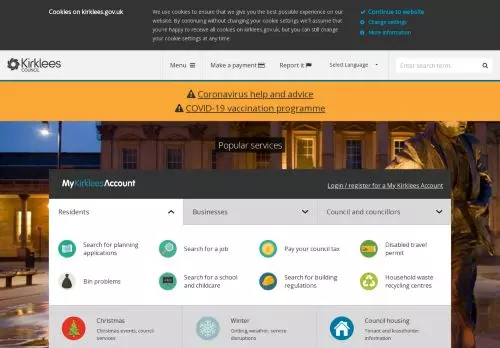 Cookies on kirklees.gov.uk
We use cookies to ensure that we give you the best possible experience on our
website. By continuing without changing your cookie settings we'll assume that
you're happy to receive all cookies on kirklees.gov.uk, but you can still change
your cookie settings at any time.
Continue to website
Change settings
More information
Kirklees
COUNCIL
Menu
Make a payment
Report it
Select Language
Enter search term..
Coronavirus help and advice
COVID-19 vaccination programme
Popular services
MyKirkleesAccount
Login / register for a My Kirklees Account
Residents
Businesses
Council and councillors
Search for planning
applications
Search for a job
Pay your council tax
Disabled travel
permit
Bin problems
Search for a school
and childcare
Search for building
regulations
Household waste
recycling centres
Christmas
Christmas events, council
services
Winter
Gritting, weather, service
disruptions
Council housing
Tenant and leaseholder
information